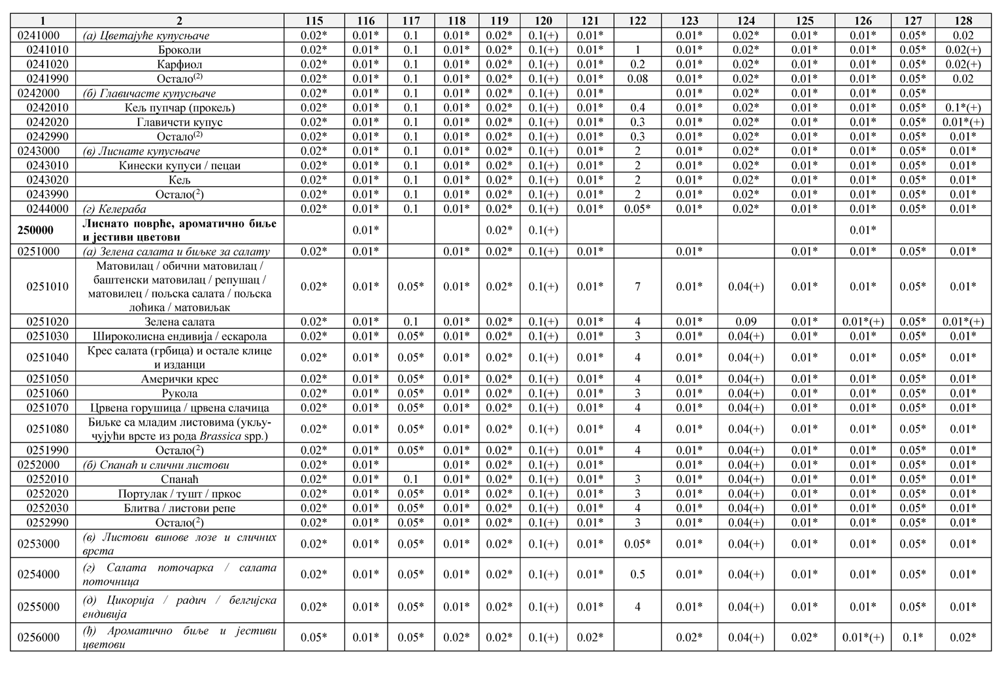 1 2 115 116 117 118 119 120 121 122 123 124 125 126 127 128
0241000 (а) Цветајуће купусњаче 0.02* 0.01* 0.1 0.01* 0.02* 0.1(+) 0.01* 0.01* 0.02* 0.01* 0.01* 0.05* 0.02
0241010 Броколи 0.02* 0.01* 0.1 0.01* 0.02* 0.1(+) 0.01* 1 0.01* 0.02* 0.01* 0.01* 0.05* 0.02(+)
0241020 Карфиол 0.02* 0.01* 0.1 0.01* 0.02* 0.1(+) 0.01* 0.2 0.01* 0.02* 0.01* 0.01* 0.05* 0.02(+)
0241990 Остало(2) 0.02* 0.01* 0.1 0.01* 0.02* 0.1(+) 0.01* 0.08 0.01* 0.02* 0.01* 0.01* 0.05* 0.02
0242000 (б) Главичасте купусњаче 0.02* 0.01* 0.1 0.01* 0.02* 0.1(+) 0.01* 0.01* 0.02* 0.01* 0.01* 0.05*
0242010 Кељ пупчар (прокељ) 0.02* 0.01* 0.1 0.01* 0.02* 0.1(+) 0.01* 0.4 0.01* 0.02* 0.01* 0.01* 0.05* 0.1*(+)
0242020 Главичсти купус 0.02* 0.01* 0.1 0.01* 0.02* 0.1(+) 0.01* 0.3 0.01* 0.02* 0.01* 0.01* 0.05* 0.01*(+)
0242990 Остало(2) 0.02* 0.01* 0.1 0.01* 0.02* 0.1(+) 0.01* 0.3 0.01* 0.02* 0.01* 0.01* 0.05* 0.01*
0243000 (в) Лиснате купусњаче 0.02* 0.01* 0.1 0.01* 0.02* 0.1(+) 0.01* 2 0.01* 0.02* 0.01* 0.01* 0.05* 0.01*
0243010 Кинески купуси / пецаи 0.02* 0.01* 0.1 0.01* 0.02* 0.1(+) 0.01* 2 0.01* 0.02* 0.01* 0.01* 0.05* 0.01*
0243020 Кељ 0.02* 0.01* 0.1 0.01* 0.02* 0.1(+) 0.01* 2 0.01* 0.02* 0.01* 0.01* 0.05* 0.01*
0243990 Остало(2) 0.02* 0.01* 0.1 0.01* 0.02* 0.1(+) 0.01* 2 0.01* 0.02* 0.01* 0.01* 0.05* 0.01*
0244000 (г) Келераба 0.02* 0.01* 0.1 0.01* 0.02* 0.1(+) 0.01* 0.05* 0.01* 0.02* 0.01* 0.01* 0.05* 0.01*
250000 Лиснато поврће, ароматично биље
и јестиви цветови 0.01* 0.02* 0.1(+) 0.01*
0251000 (а) Зелена салата и биљке за салату 0.02* 0.01* 0.01* 0.02* 0.1(+) 0.01* 0.01* 0.01* 0.01* 0.05* 0.01*
Матовилац / обични матовилац /
баштенски матовилац / репушац /
0251010 матовилец / пољска салата / пољска
лоћика / матовиљак 0.02* 0.01* 0.05* 0.01* 0.02* 0.1(+) 0.01* 7 0.01* 0.04(+) 0.01* 0.01* 0.05* 0.01*
0251020 Зелена салата 0.02* 0.01* 0.1 0.01* 0.02* 0.1(+) 0.01* 4 0.01* 0.09 0.01* 0.01*(+) 0.05* 0.01*(+)
0251030 Широколисна ендивија / ескарола 0.02* 0.01* 0.05* 0.01* 0.02* 0.1(+) 0.01* 3 0.01* 0.04(+) 0.01* 0.01* 0.05* 0.01*
0251040 Крес салата (грбица) и остале клице
и изданци 0.02* 0.01* 0.05* 0.01* 0.02* 0.1(+) 0.01* 4 0.01* 0.04(+) 0.01* 0.01* 0.05* 0.01*
0251050 Амерички крес 0.02* 0.01* 0.05* 0.01* 0.02* 0.1(+) 0.01* 4 0.01* 0.04(+) 0.01* 0.01* 0.05* 0.01*
0251060 Рукола 0.02* 0.01* 0.05* 0.01* 0.02* 0.1(+) 0.01* 3 0.01* 0.04(+) 0.01* 0.01* 0.05* 0.01*
0251070 Црвена горушица / црвена слачица 0.02* 0.01* 0.05* 0.01* 0.02* 0.1(+) 0.01* 4 0.01* 0.04(+) 0.01* 0.01* 0.05* 0.01*
0251080 Биљке са младим листовима (укљу-
чујући врсте из рода Brassica spp.) 0.02* 0.01* 0.05* 0.01* 0.02* 0.1(+) 0.01* 4 0.01* 0.04(+) 0.01* 0.01* 0.05* 0.01*
0251990 Остало(2) 0.02* 0.01* 0.05* 0.01* 0.02* 0.1(+) 0.01* 4 0.01* 0.04(+) 0.01* 0.01* 0.05* 0.01*
0252000 (б) Спанаћ и слични листови 0.02* 0.01* 0.01* 0.02* 0.1(+) 0.01* 0.01* 0.04(+) 0.01* 0.01* 0.05* 0.01*
0252010 Спанаћ 0.02* 0.01* 0.1 0.01* 0.02* 0.1(+) 0.01* 3 0.01* 0.04(+) 0.01* 0.01* 0.05* 0.01*
0252020 Портулак / тушт / пркос 0.02* 0.01* 0.05* 0.01* 0.02* 0.1(+) 0.01* 3 0.01* 0.04(+) 0.01* 0.01* 0.05* 0.01*
0252030 Блитва / листови репе 0.02* 0.01* 0.05* 0.01* 0.02* 0.1(+) 0.01* 4 0.01* 0.04(+) 0.01* 0.01* 0.05* 0.01*
0252990 Остало(2) 0.02* 0.01* 0.05* 0.01* 0.02* 0.1(+) 0.01* 3 0.01* 0.04(+) 0.01* 0.01* 0.05* 0.01*
0253000 (в) Листови винове лозе и сличних
врста 0.02* 0.01* 0.05* 0.01* 0.02* 0.1(+) 0.01* 0.05* 0.01* 0.04(+) 0.01* 0.01* 0.05* 0.01*
0254000 (г) Салата поточарка / салата
поточница 0.02* 0.01* 0.05* 0.01* 0.02* 0.1(+) 0.01* 0.5 0.01* 0.04(+) 0.01* 0.01* 0.05* 0.01*
0255000 (д) Цикорија / радич / белгијска
ендивија 0.02* 0.01* 0.05* 0.01* 0.02* 0.1(+) 0.01* 4 0.01* 0.04(+) 0.01* 0.01* 0.05* 0.01*
0256000 (ђ) Ароматично биље и јестиви
цветови 0.05* 0.01* 0.05* 0.02* 0.02* 0.1(+) 0.02* 0.02* 0.04(+) 0.02* 0.01*(+) 0.1* 0.02*